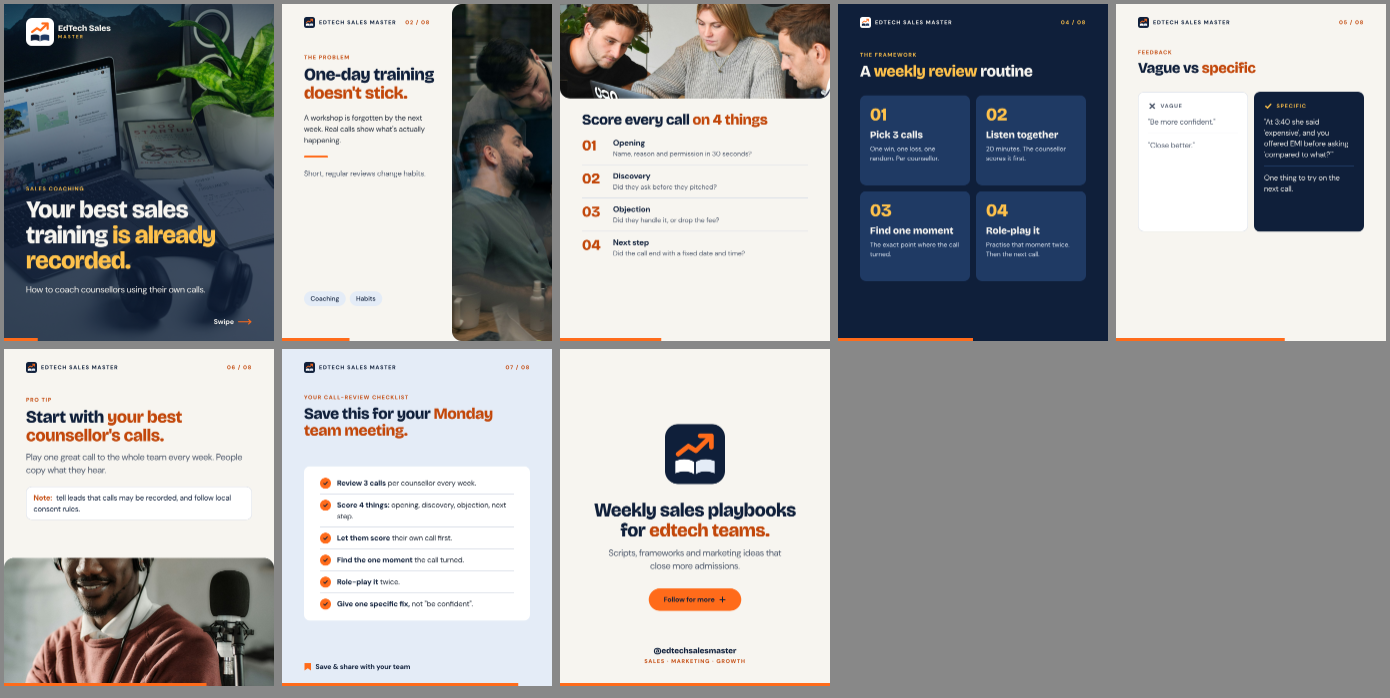 EdTech Sales
MASTER
SALES COACHING
Your best sales
training is already
recorded.
How to coach counsellors using their own calls.
Swipe
EDTECH SALES MASTER
02 / 08
THE PROBLEM
One-day training
doesn't stick.
A workshop is forgotten by the next
week. Real calls show what's actually
happening.
Short, regular reviews change habits.
Coaching
Habits
Score every call on 4 things
01
Opening
Name, reason and permission in 30 seconds?
02
Discovery
Did they ask before they pitched?
03
Objection
Did they handle it, or drop the fee?
04
Next step
Did the call end with a fixed date and time?
EDTECH SALES MASTER
04 / 08
THE FRAMEWORK
A weekly review routine
01
Pick 3 calls
One win, one loss, one
random. Per counsellor.
02
Listen together
20 minutes. The counsellor
scores it first.
03
Find one moment
The exact point where the call
turned.
04
Role-play it
Practise that moment twice.
Then the next call.
EDTECH SALES MASTER
05 / 08
FEEDBACK
Vague vs specific
VAGUE
"Be more confident."
"Close better."
SPECIFIC
"At 3:40 she said
'expensive', and you
offered EMI before asking
'compared to what?'"
One thing to try on the
next call.
EDTECH SALES MASTER
06 / 08
PRO TIP
Start with your best
counsellor's calls.
Play one great call to the whole team every week. People
copy what they hear.
Note: tell leads that calls may be recorded, and follow local
consent rules.
EDTECH SALES MASTER
07 / 08
YOUR CALL-REVIEW CHECKLIST
Save this for your Monday
team meeting.
Review 3 calls per counsellor every week.
Score 4 things: opening, discovery, objection, next
step.
Let them score their own call first.
Find the one moment the call turned.
Role-play it twice.
Give one specific fix, not "be confident".
Save & share with your team
Weekly sales playbooks
for edtech teams.
Scripts, frameworks and marketing ideas that
close more admissions.
Follow for more +
@edtechsalesmaster
SALES · MARKETING · GROWTH